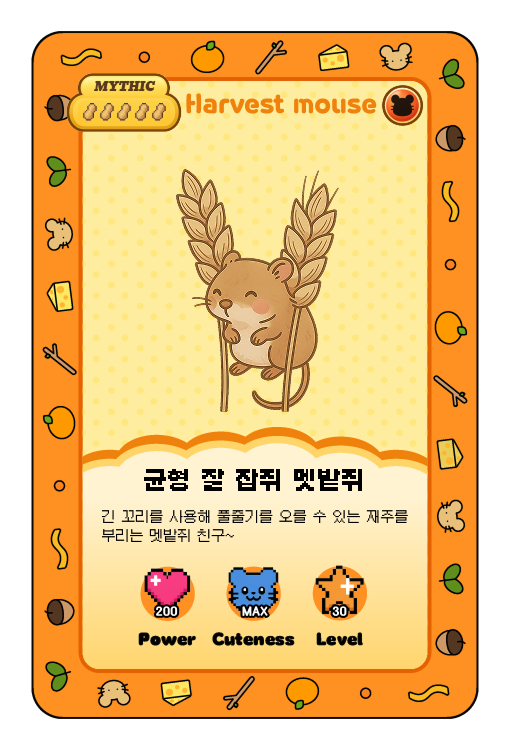 MYTHIC
Harvest mouse
균형 잘 잡쥐 멧밭쥐
긴 꼬리를 사용해 풀줄기를 오를 수 있는 재주를
부리는 멧밭쥐 친구~
200 MAX 30
Power Cuteness Level